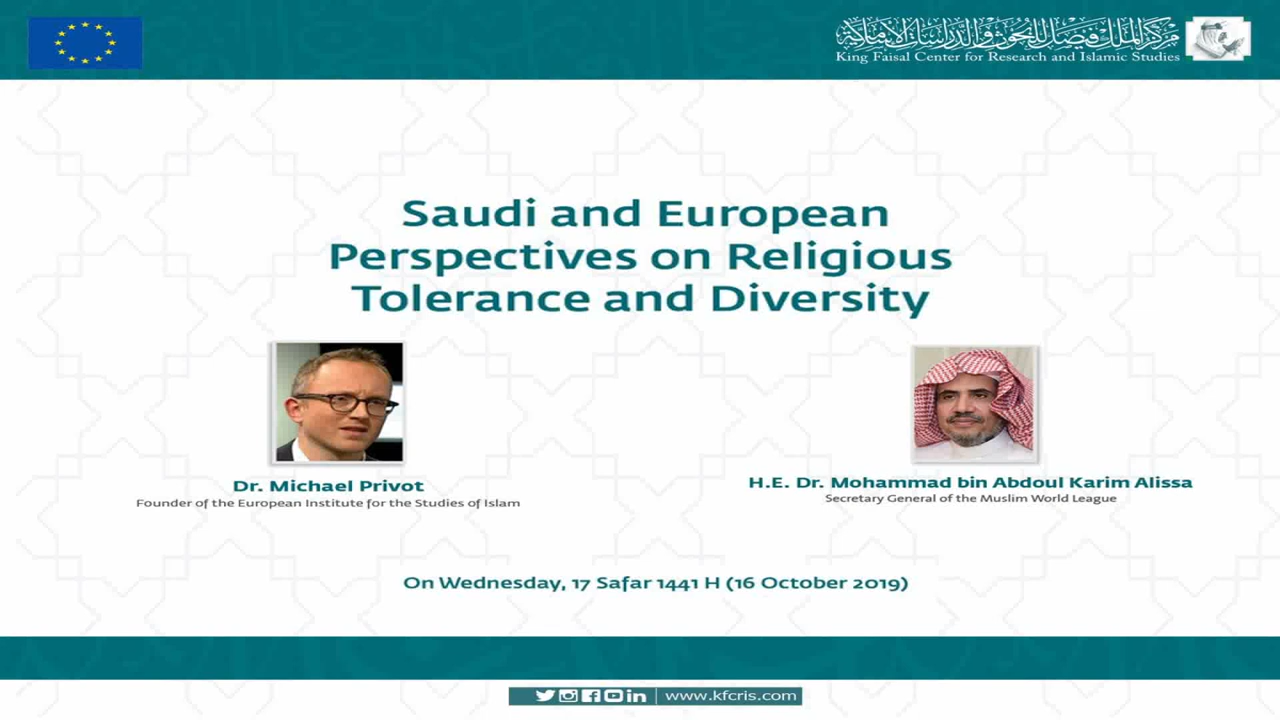 مركز الملك فيصل للبحوث والدراسات الإسلامية
King Faisal Center for Research and Islamic Studies
Saudi and European
Perspectives on Religious
Tolerance and Diversity
Dr. Michael Privot
Founder of the European Institute for the Studies of Islam
H.E. Dr. Mohammad bin Abdoul Karim Alissa
Secretary General of the Muslim World League
On Wednesday, 17 Safar 1441 H (16 October 2019)
www.kfcris.com